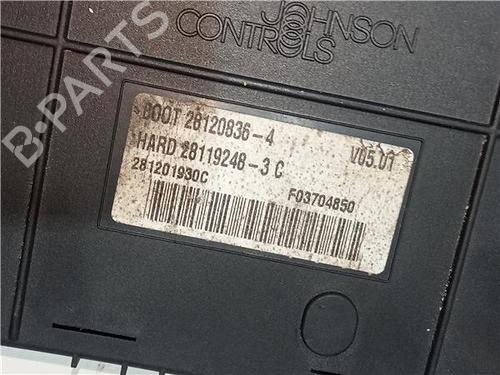 JOHNSON
CONTROLS
BOOT 28120836-4 V05.01
HARD 28119248-3 C
281201930C F03704850
B-PARTS